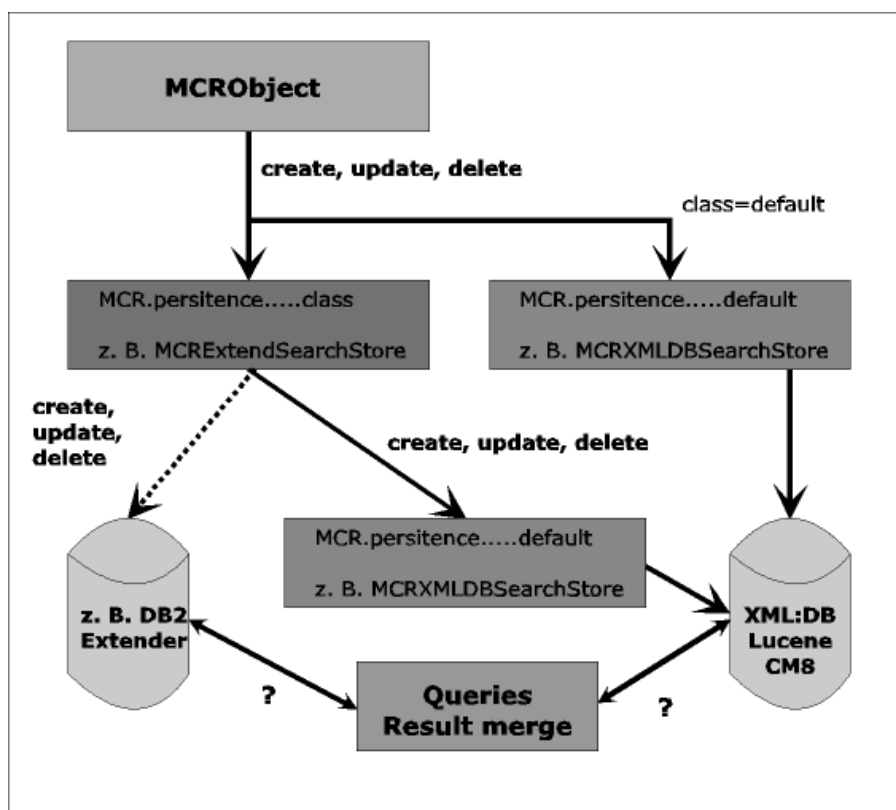 MCRObject
create, update, delete
class=default
MCR.persitence.....class
z. B. MCRExtendSearchStore
MCR.persitence.....default
z. B. MCRXMLDBSearchStore
create,
update,
delete
create, update, delete
MCR.persitence.....default
z. B. MCRXMLDBSearchStore
z. B. DB2
Extender
XML:DB
Lucene
CM8
?
Queries
Result merge
?